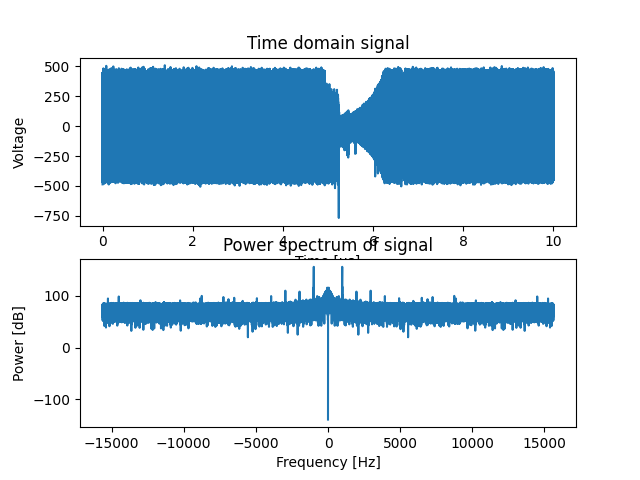 Time domain signal
500
250
0
−250
−500
−750
Voltage
0 2 4 6 8 10
Power spectrum of signal
100
0
−100
Power [dB]
−15000 −10000 −5000 0 5000 10000 15000
Frequency [Hz]